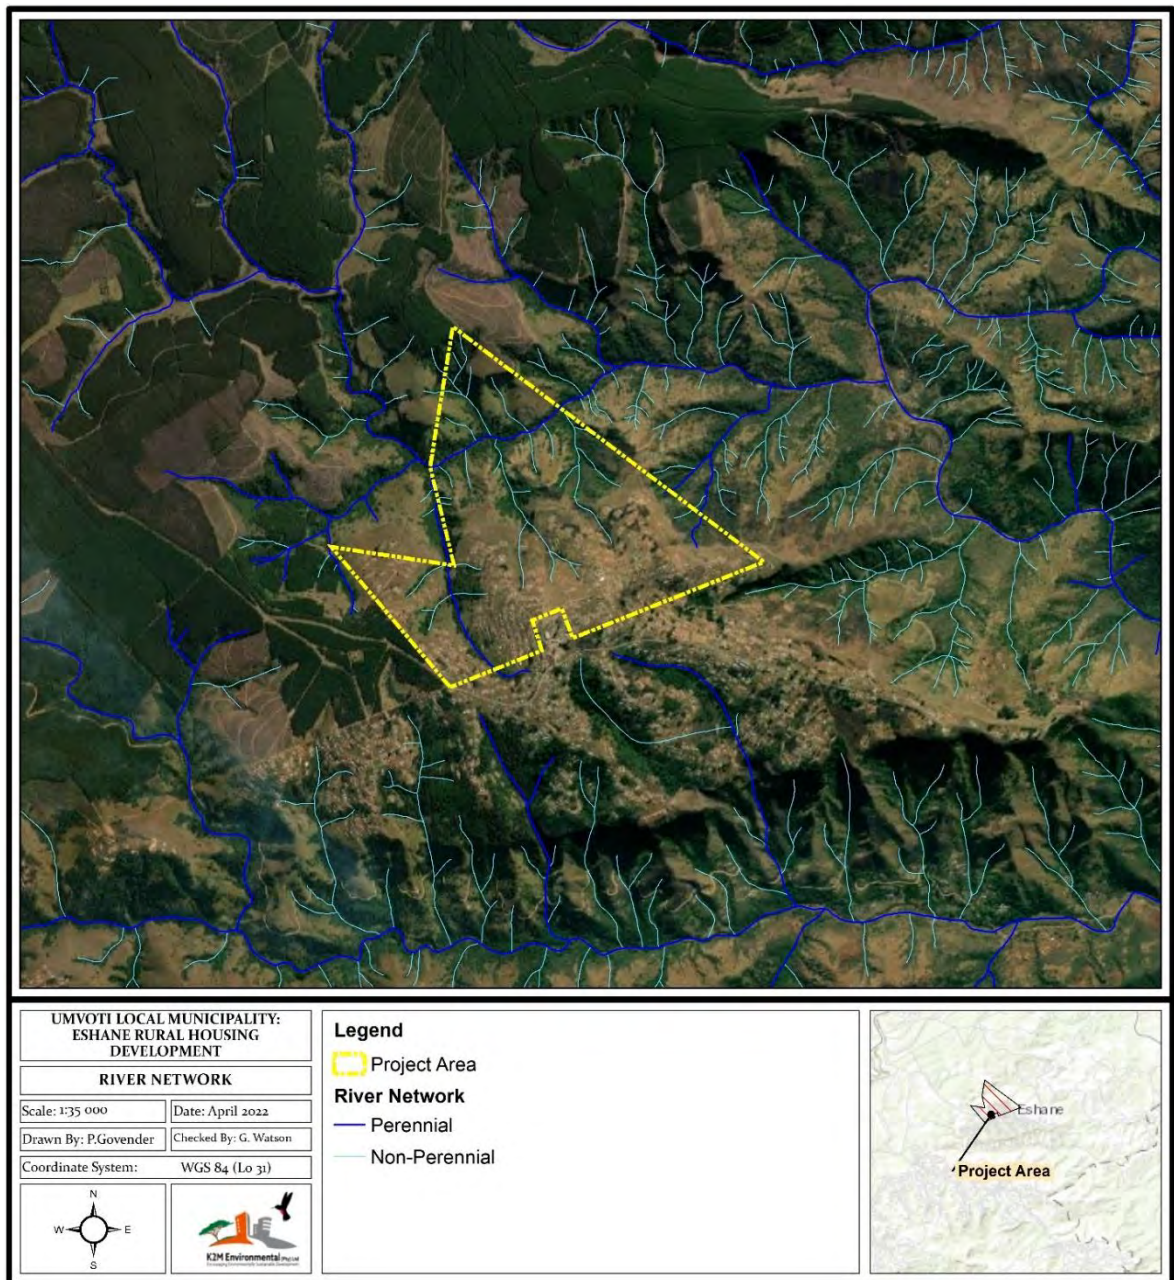 UMVOTI LOCAL MUNICIPALITY:
ESHANE RURAL HOUSING
DEVELOPMENT
RIVER NETWORK
Scale: 1:35 000
Date: April 2022
Drawn By: P.Govender
Checked By: G. Watson
Coordinate System: WGS 84 (Lo 31)
N
W E
S
K2M Environmental (Pty) Ltd
Legend
Project Area
River Network
Perennial
Non-Perennial
Eshane
Project Area